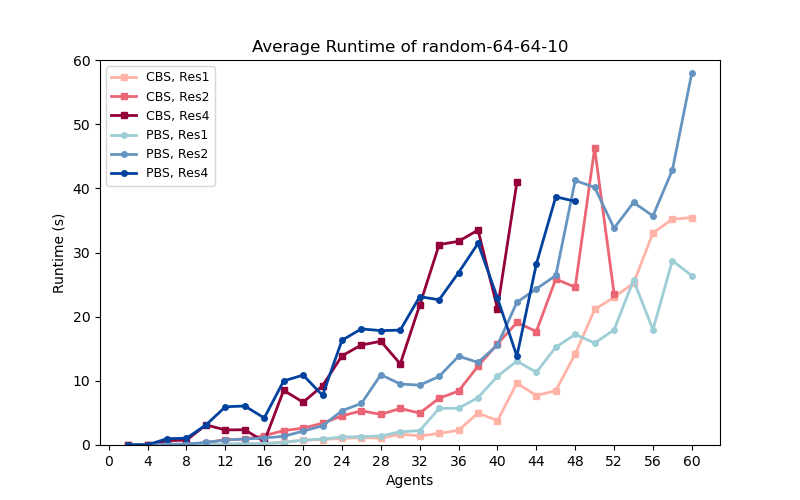 Average Runtime of random-64-64-10
60
50
40
30
20
10
0
Runtime (s)
CBS, Res1
CBS, Res2
CBS, Res4
PBS, Res1
PBS, Res2
PBS, Res4
0 4 8 12 16 20 24 28 32 36 40 44 48 52 56 60
Agents